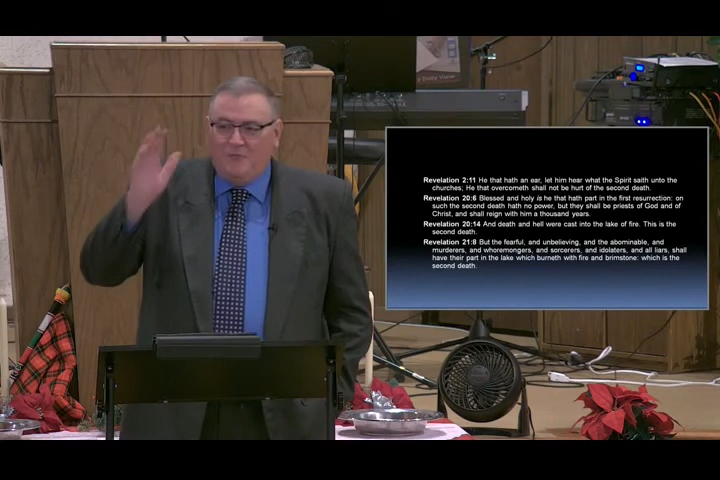 Daily View
Revelation 2:11 He that hath an ear, let him hear what the Spirit saith unto the
churches; He that overcometh shall not be hurt of the second death.
Revelation 20:6 Blessed and holy is he that hath part in the first resurrection: on
such the second death hath no power, but they shall be priests of God and of
Christ, and shall reign with him a thousand years.
Revelation 20:14 And death and hell were cast into the lake of fire. This is the
second death.
Revelation 21:8 But the fearful, and unbelieving, and the abominable, and
murderers, and whoremongers, and sorcerers, and idolaters, and all liars, shall
have their part in the lake which burneth with fire and brimstone: which is the
second death.